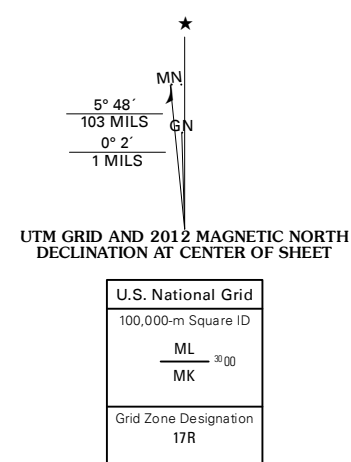 ★
MN
5° 48´
103 MILS
GN
0° 2´
1 MILS
UTM GRID AND 2012 MAGNETIC NORTH
DECLINATION AT CENTER OF SHEET
U.S. National Grid
100,000-m Square ID
ML
30 00
MK
Grid Zone Designation
17R